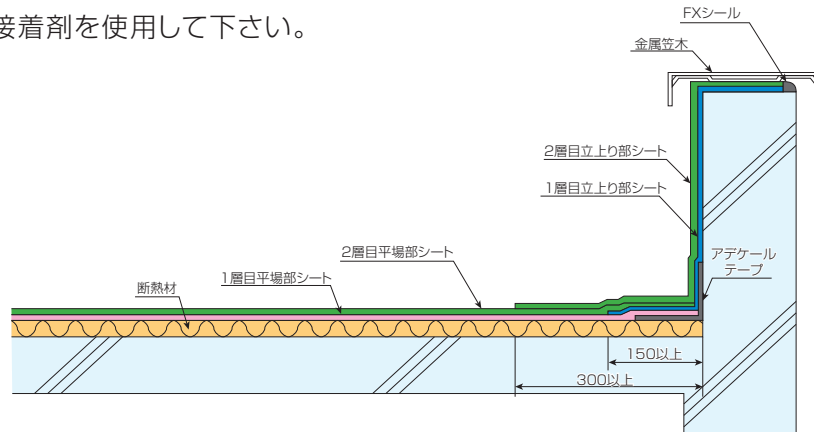 接着剤を使用して下さい。
FXシール
金属笠木
2層目立上り部シート
1層目立上り部シート
2層目平場部シート
アデケール
テープ
1層目平場部シート
断熱材
150以上
300以上